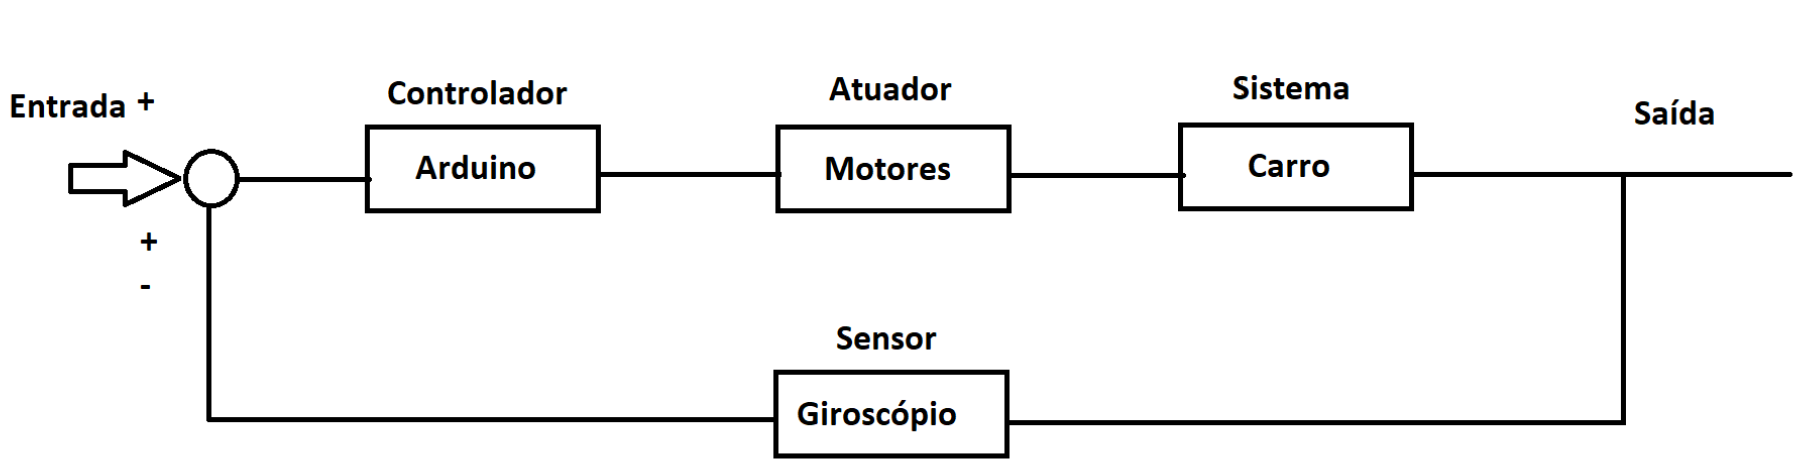 Entrada +
Controlador
Arduino
Atuador
Motores
Sistema
Carro
Saída
+
-
Sensor
Giroscópio